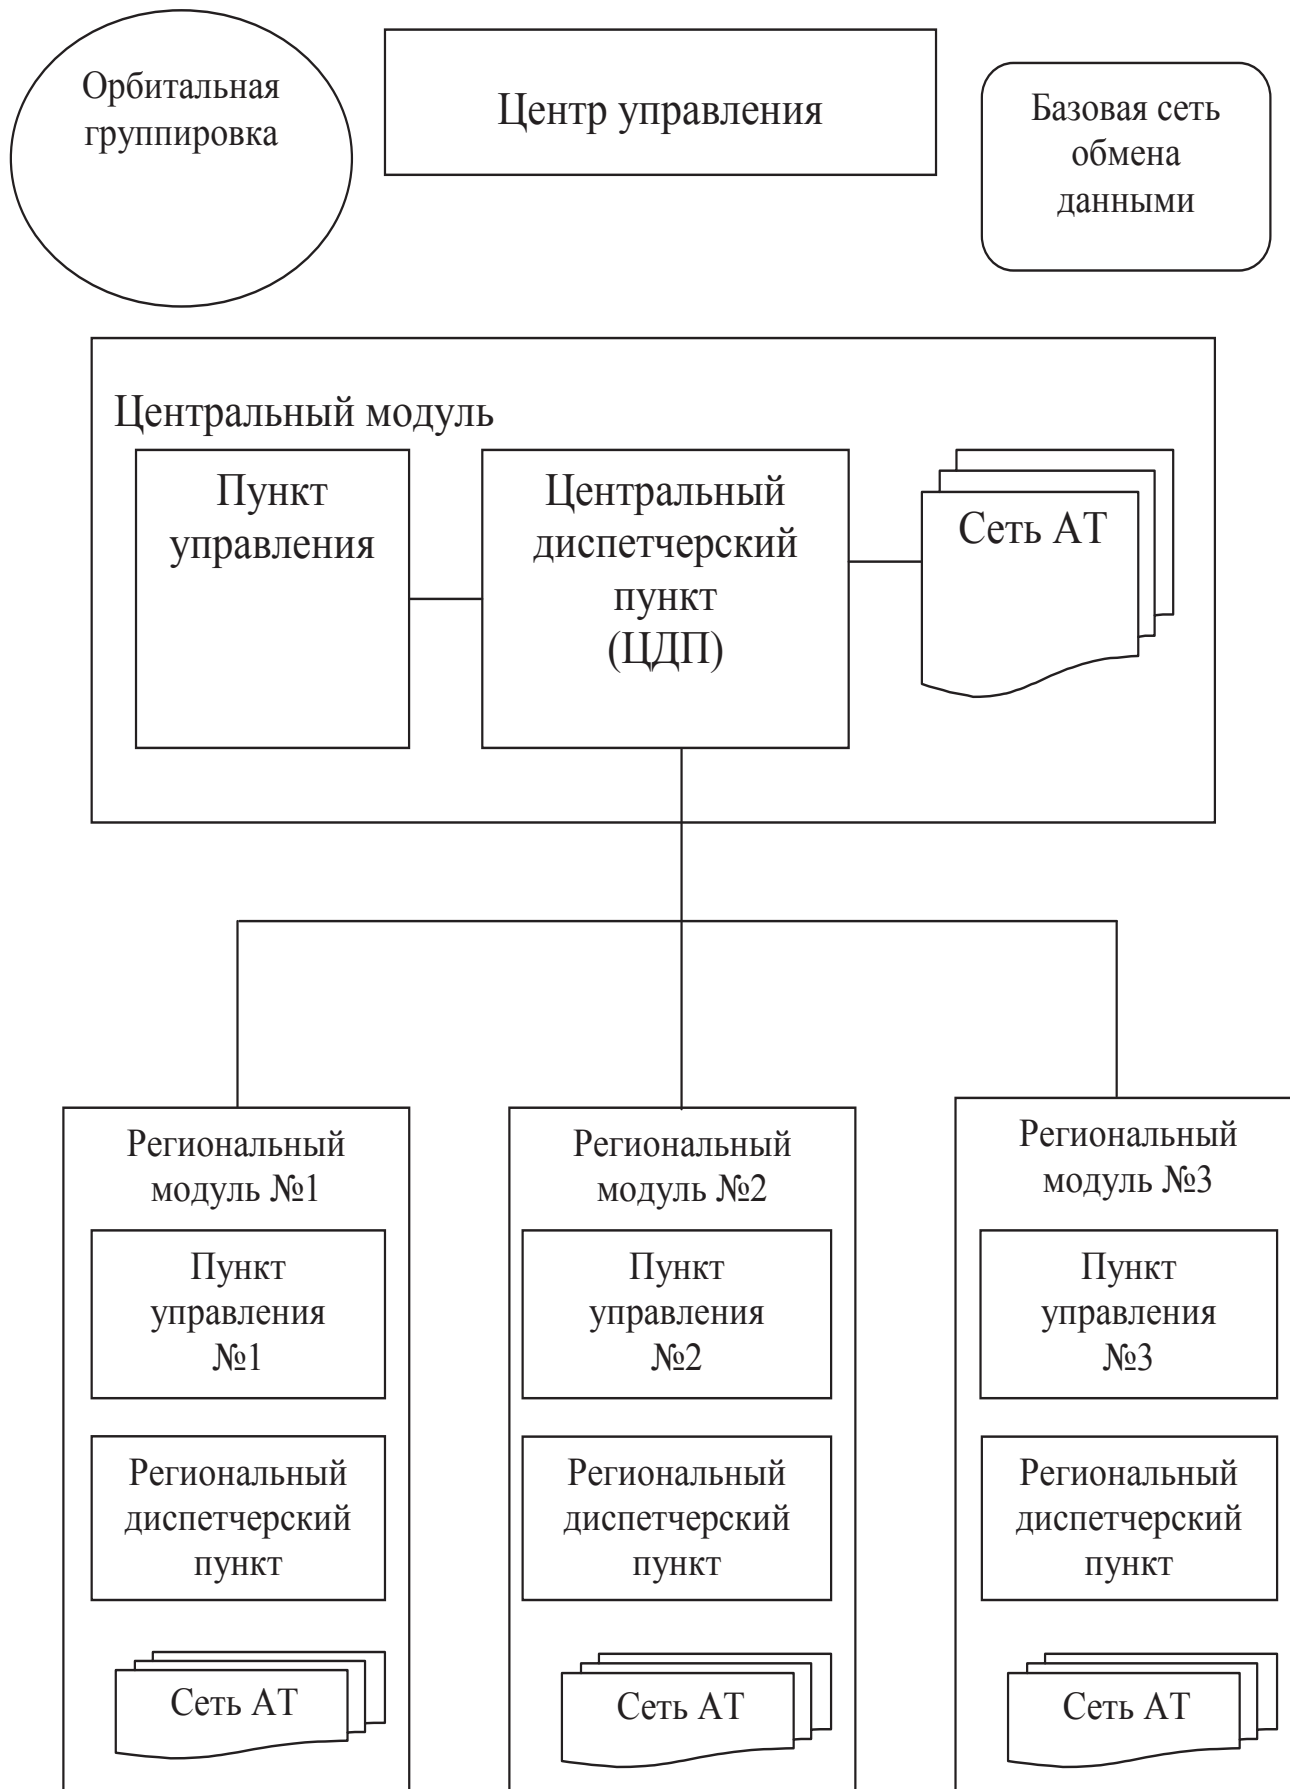 Орбитальная
группировка
Центр управления
Базовая сеть
обмена
данными
Центральный модуль
Пункт
управления
Центральный
диспетчерский
пункт
(ЦДП)
Сеть АТ
Региональный
модуль №1
Пункт
управления
№1
Региональный
диспетчерский
пункт
Сеть АТ
Региональный
модуль №2
Пункт
управления
№2
Региональный
диспетчерский
пункт
Сеть АТ
Региональный
модуль №3
Пункт
управления
№3
Региональный
диспетчерский
пункт
Сеть АТ